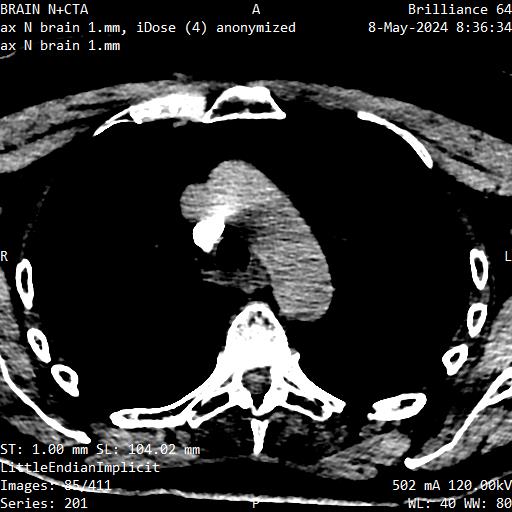 BRAIN N+CTA
A
Brilliance 64
ax N brain 1.mm, iDose (4) anonymized
8-May-2024 8:36:34
ax N brain 1.mm
R
L
ST: 1.00 mm SL: 104.02 mm
LittleEndianImplicit
Images: 85/411
502 mA 120.00kV
Series: 201
P
WL: 40 WW: 80